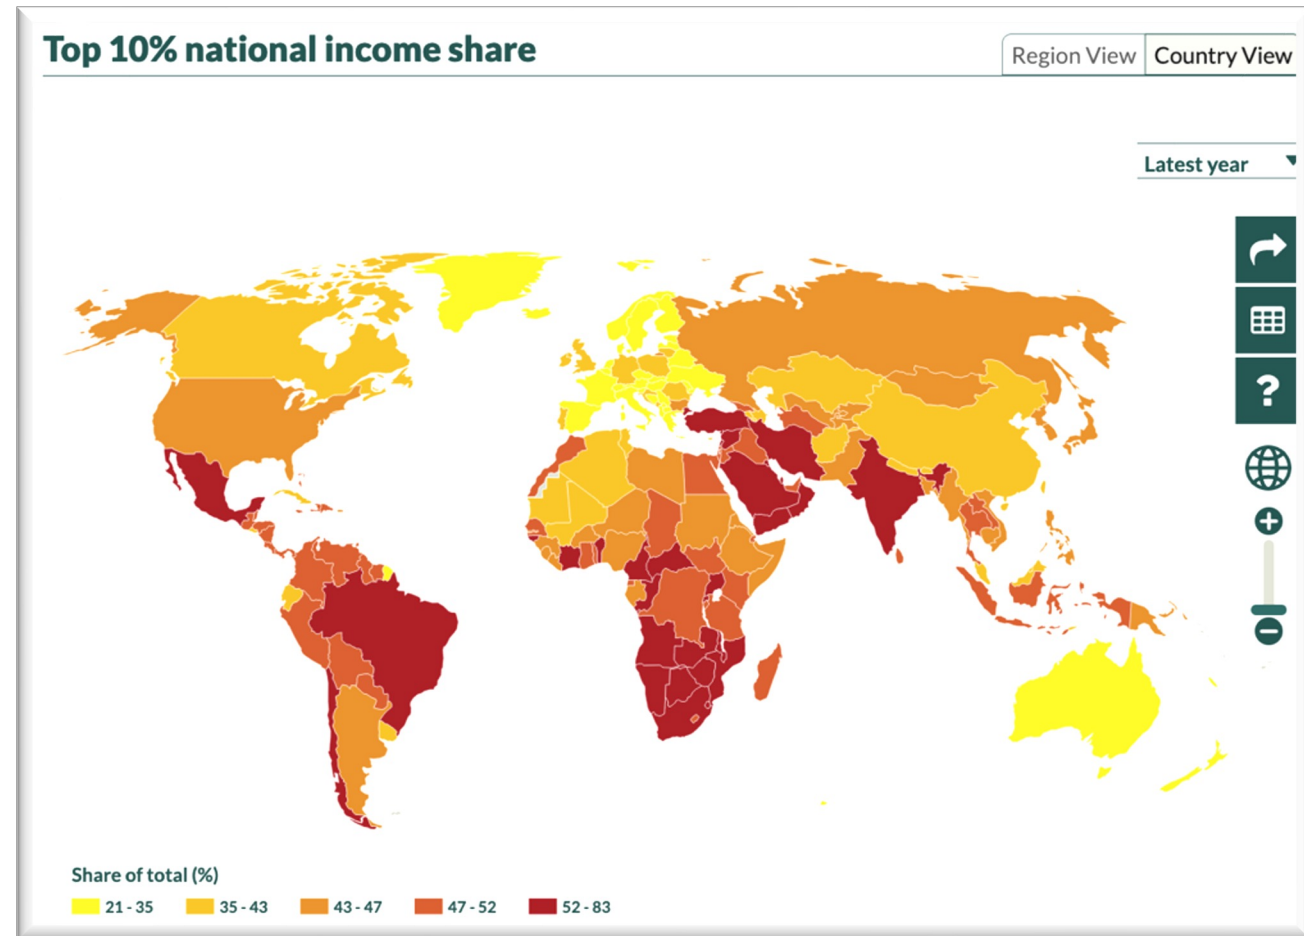 Top 10% national income share
Region View
Country View
Latest year
?
Share of total (%)
21 - 35
35 - 43
43 - 47
47 - 52
52 - 83